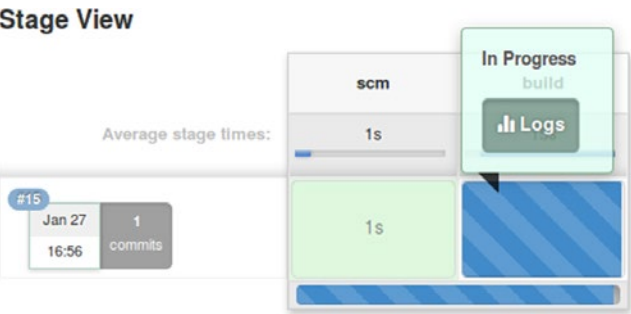 Stage View
In Progress
scm
build
Logs
Average stage times:
1s
#15
Jan 27
1
commits
16:56
1s